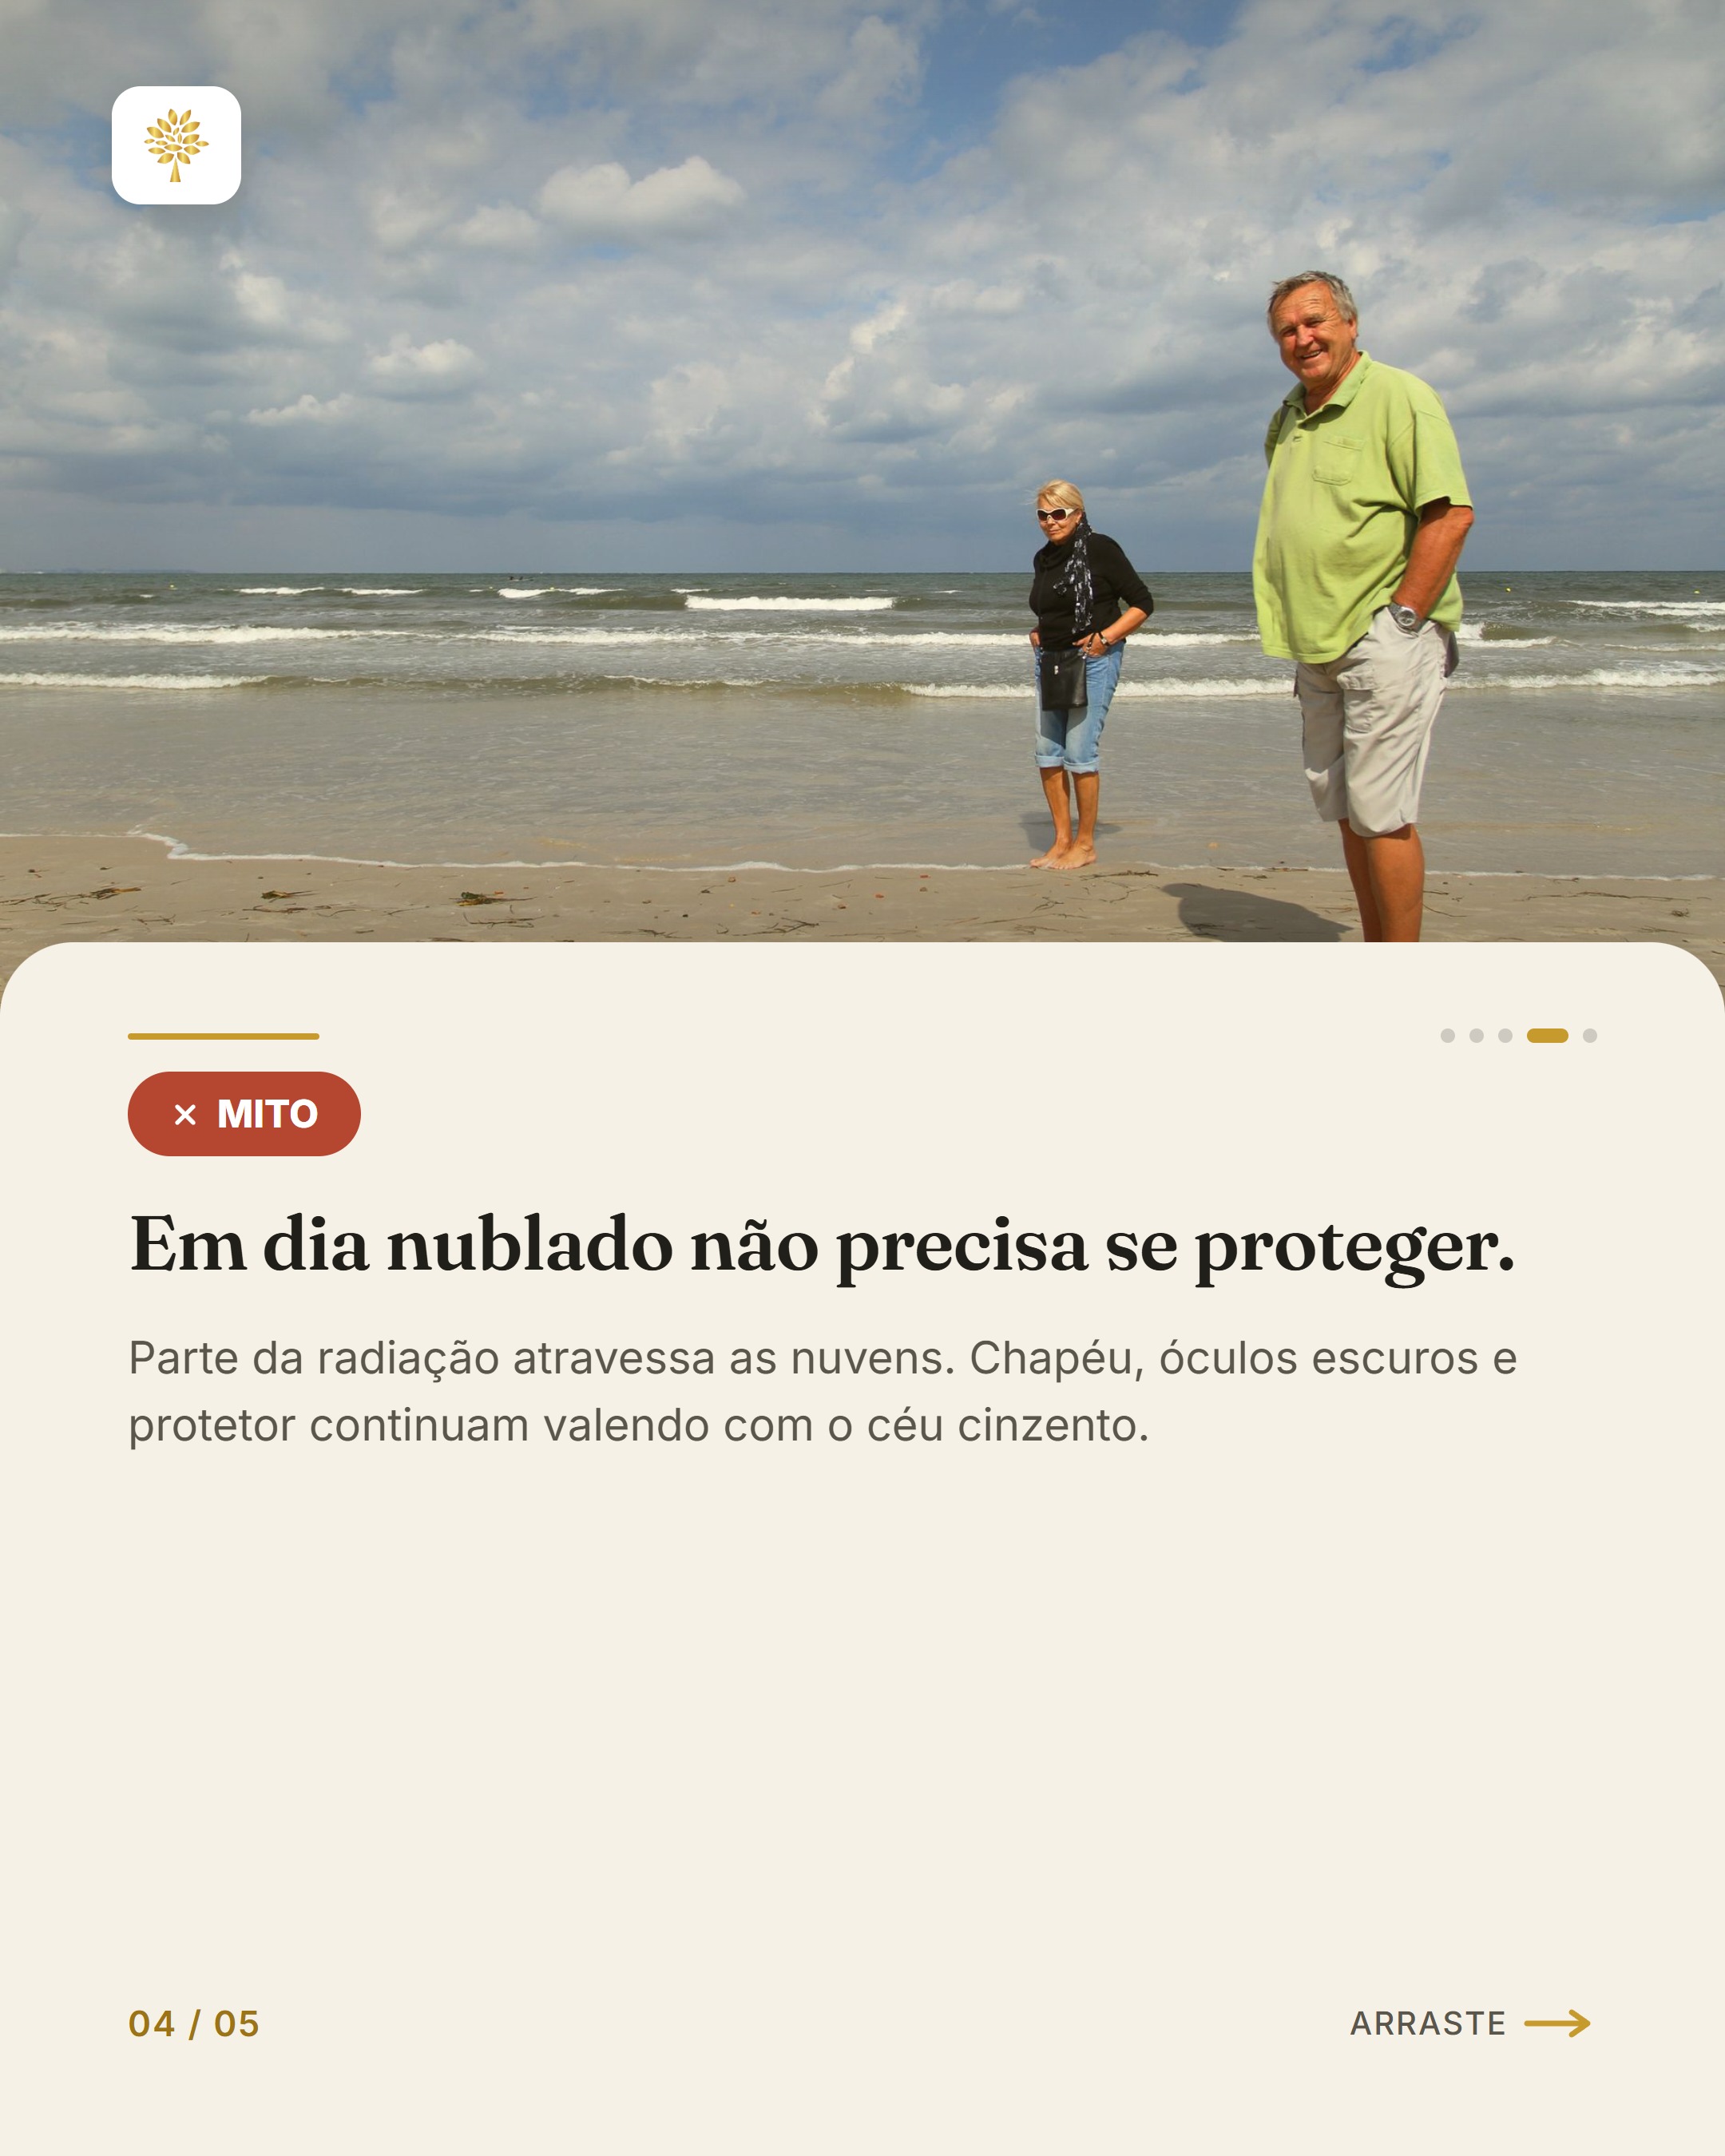 × MITO
Em dia nublado não precisa se proteger.
Parte da radiação atravessa as nuvens. Chapéu, óculos escuros e
protetor continuam valendo com o céu cinzento.
04 / 05
ARRASTE →